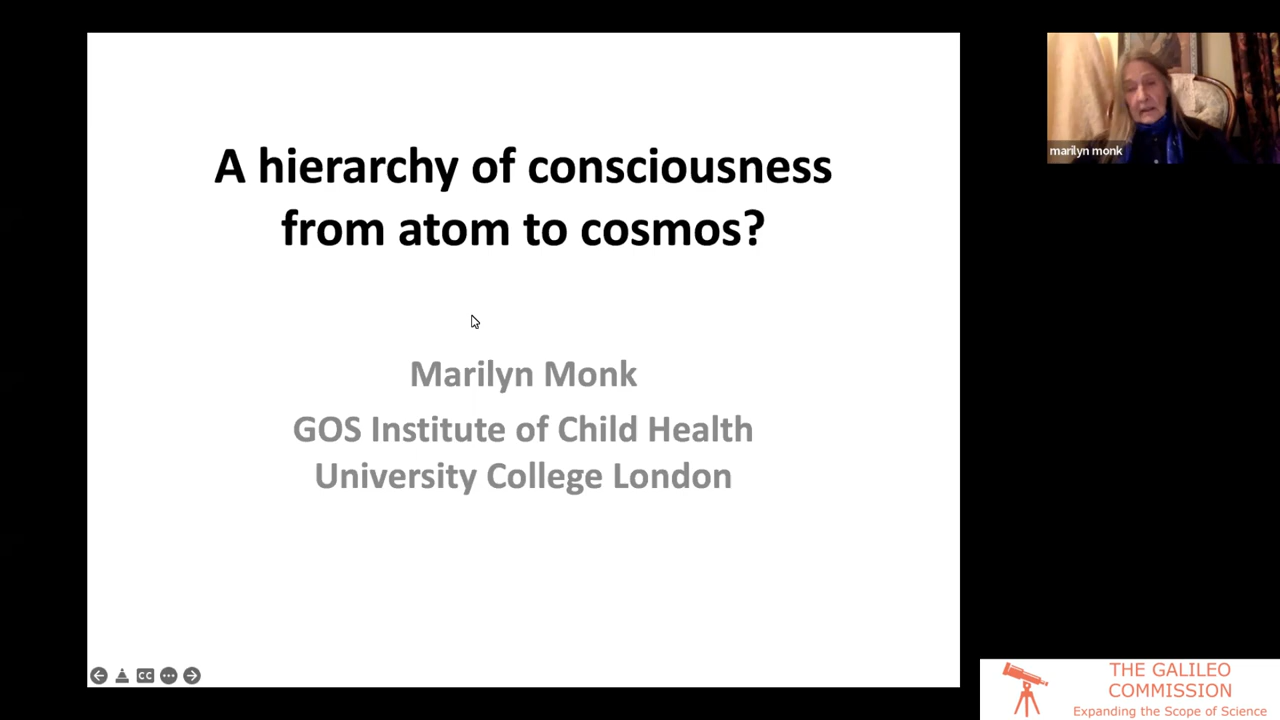 A hierarchy of consciousness
from atom to cosmos?
Marilyn Monk
GOS Institute of Child Health
University College London
marilyn monk
CC
THE GALILEO
COMMISSION
Expanding the Scope of Science